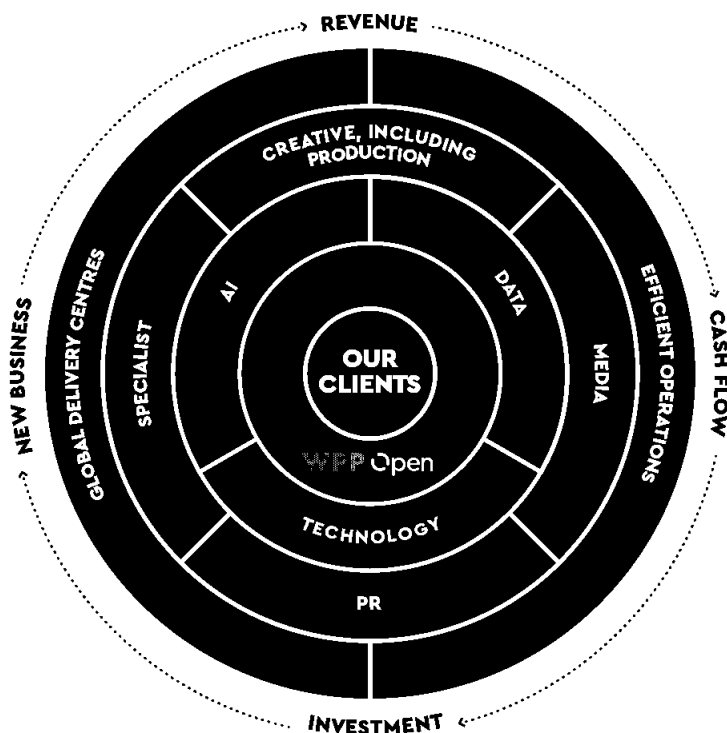 REVENUE
CREATIVE, INCLUDING
PRODUCTION
AI
DATA
NEW BUSINESS
GLOBAL DELIVERY CENTRES
SPECIALIST
OUR
CLIENTS
MEDIA
EFFICIENT OPERATIONS
CASH FLOW
WPP Open
TECHNOLOGY
PR
INVESTMENT